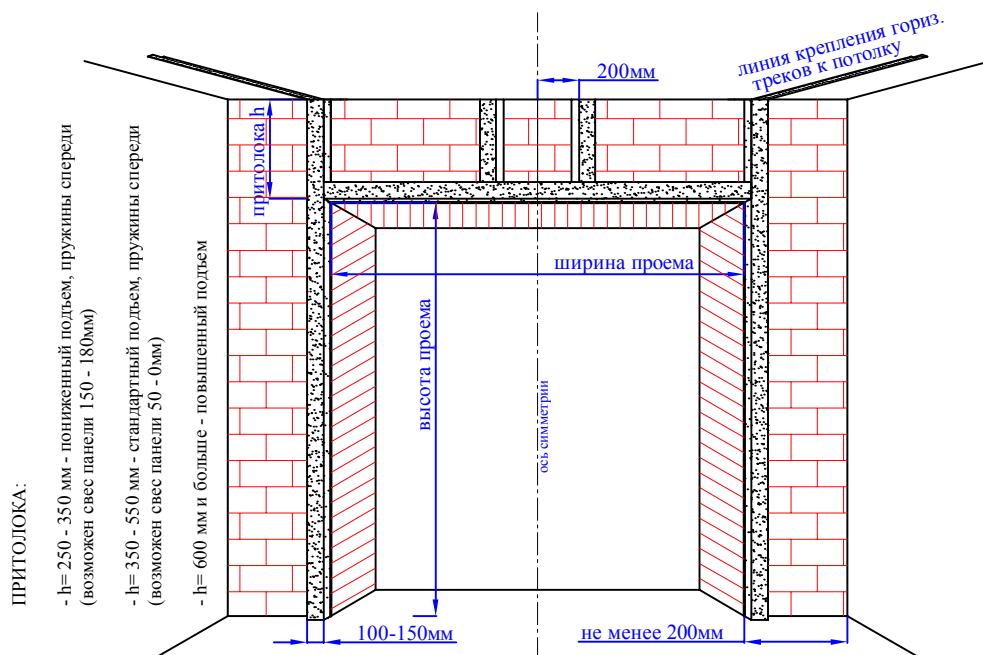 ПРИТОЛОКА:
- h= 250 - 350 мм - пониженный подъем, пружины спереди
(возможен свес панели 150 - 180мм)
- h= 350 - 550 мм - стандартный подъем, пружины спереди
(возможен свес панели 50 - 0мм)
- h= 600 мм и больше - повышенный подъем
притолока h
200мм
линия крепления гориз.
треков к потолку
ширина проема
высота проема
ось симметрии
100-150мм
не менее 200мм